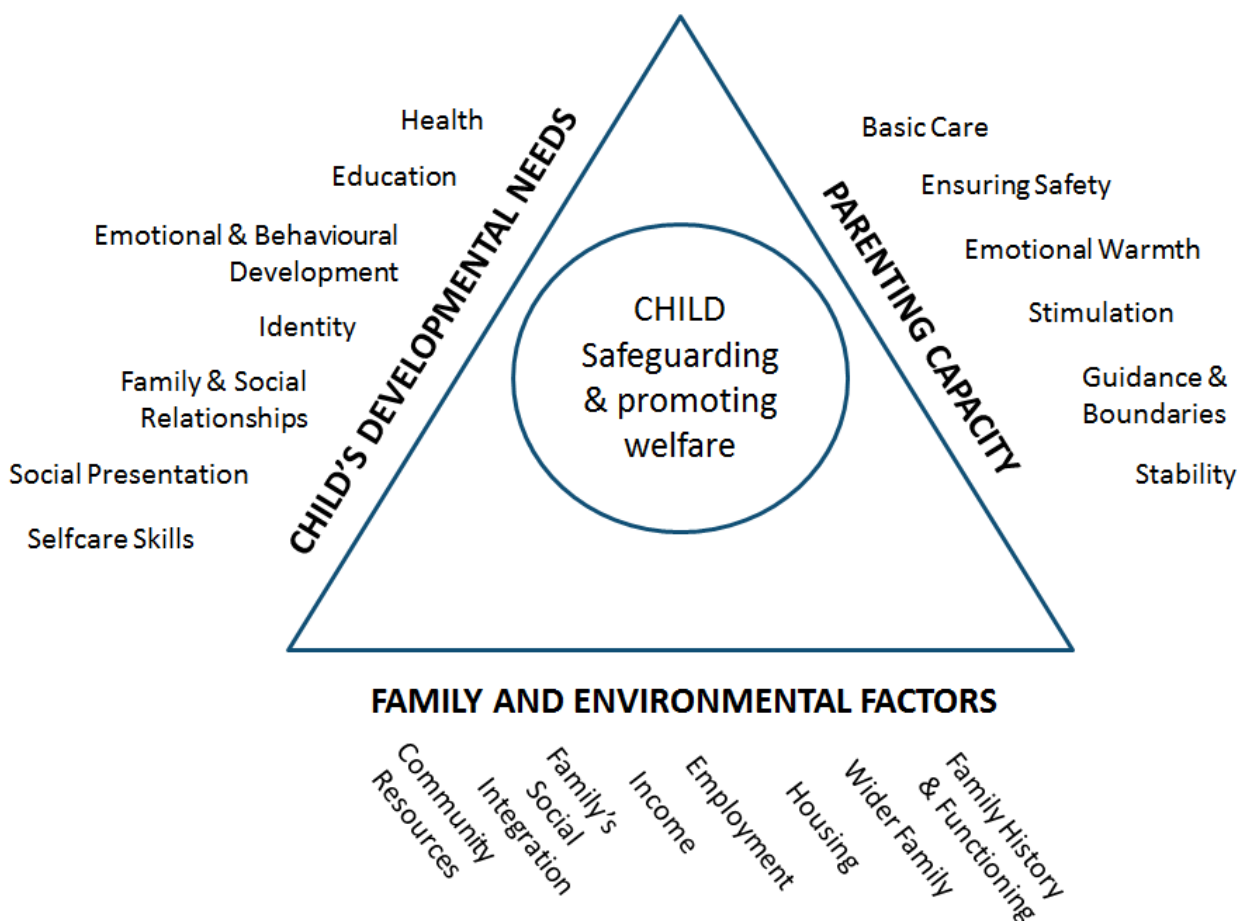 Health
Education
Emotional & Behavioural
Development
Identity
Family & Social
Relationships
Social Presentation
Selfcare Skills
CHILD'S DEVELOPMENTAL NEEDS
CHILD
Safeguarding
& promoting
welfare
PARENTING CAPACITY
Basic Care
Ensuring Safety
Emotional Warmth
Stimulation
Guidance &
Boundaries
Stability
FAMILY AND ENVIRONMENTAL FACTORS
Community
Resources
Family's
Social
Integration
Income
Employment
Housing
Wider Family
Family History
& Functioning